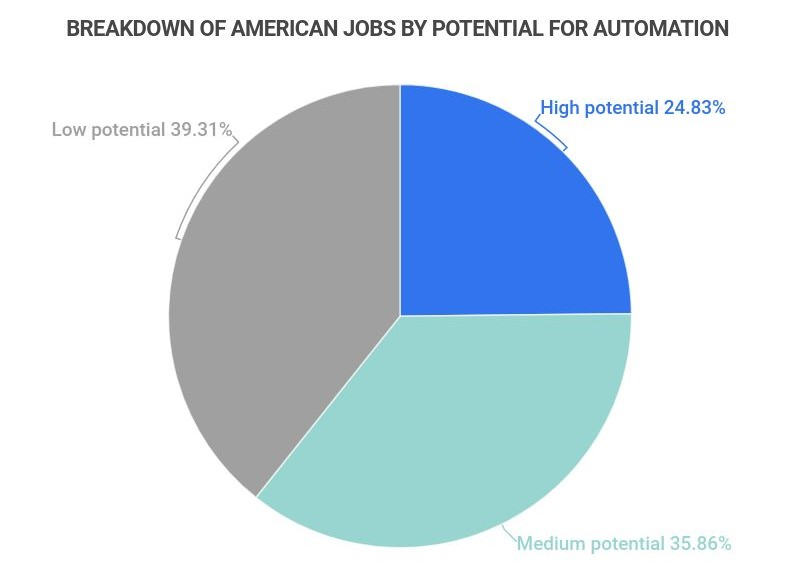 BREAKDOWN OF AMERICAN JOBS BY POTENTIAL FOR AUTOMATION
High potential 24.83%
Low potential 39.31%
Medium potential 35.86%